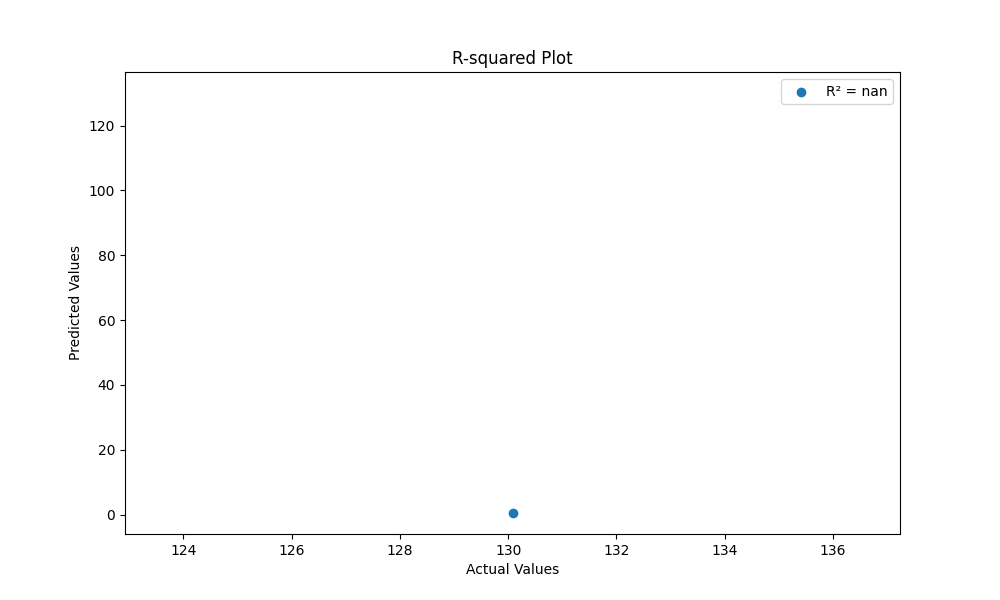 R-squared Plot
R² = nan
120
100
80
60
40
20
0
Predicted Values
124 126 128 130 132 134 136
Actual Values